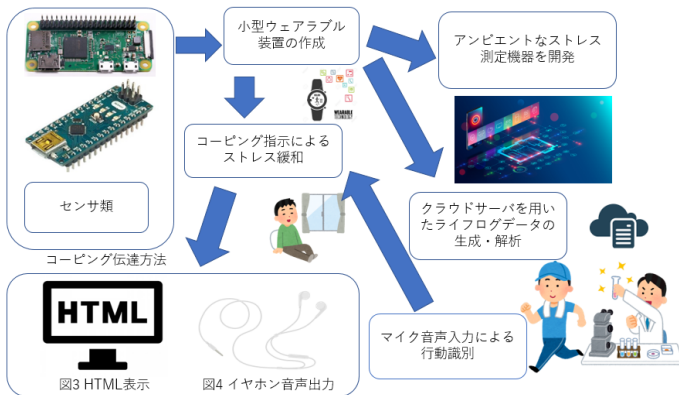 小型ウェアラブル
装置の作成
アンビエントなストレス
測定機器を開発
WEARABLE
TECHNOLOGY
コーピング指示による
ストレス緩和
センサ類
クラウドサーバを用い
たライフログデータの
生成・解析
コーピング伝達方法
HTML
マイク音声入力による
行動識別
図3 HTML表示
図4 イヤホン音声出力